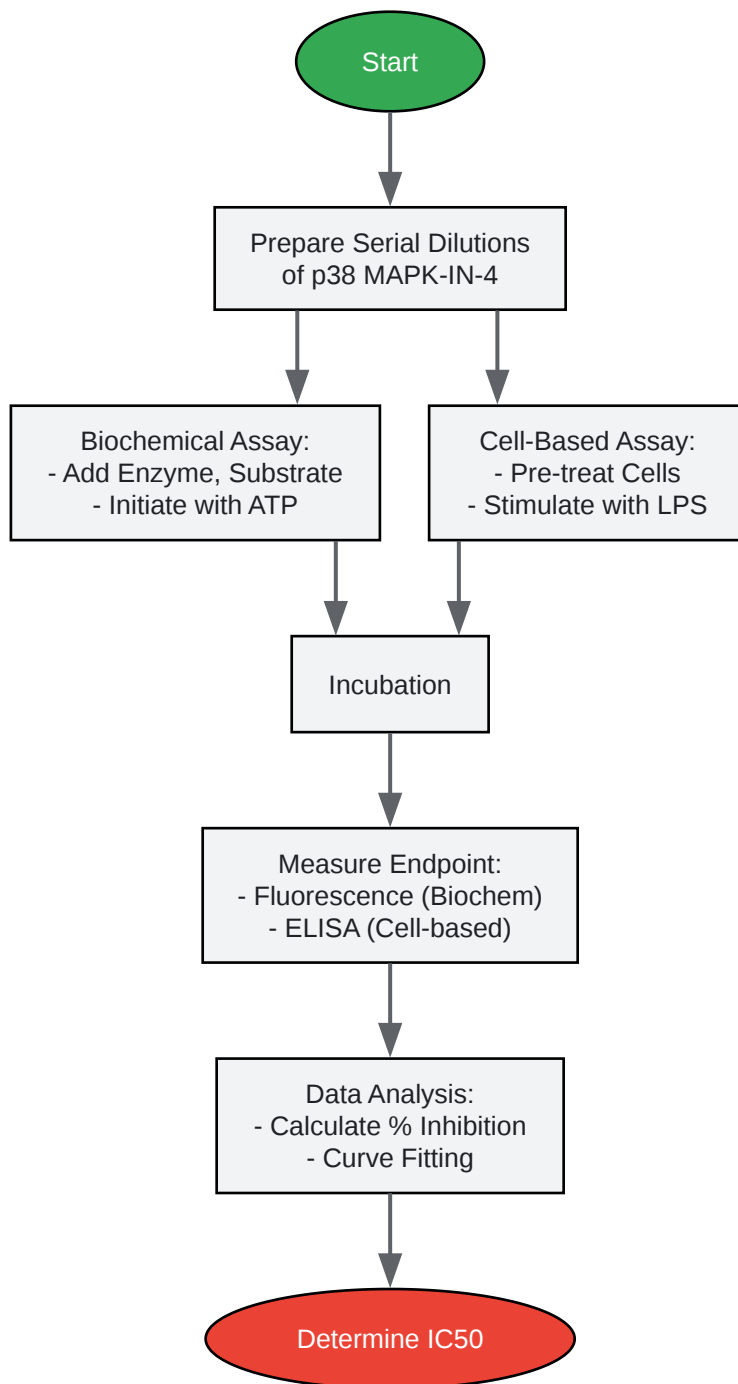 Start
Prepare Serial Dilutions
of p38 MAPK-IN-4
Biochemical Assay:
- Add Enzyme, Substrate
- Initiate with ATP
Cell-Based Assay:
- Pre-treat Cells
- Stimulate with LPS
Incubation
Measure Endpoint:
- Fluorescence (Biochem)
- ELISA (Cell-based)
Data Analysis:
- Calculate % Inhibition
- Curve Fitting
Determine IC50